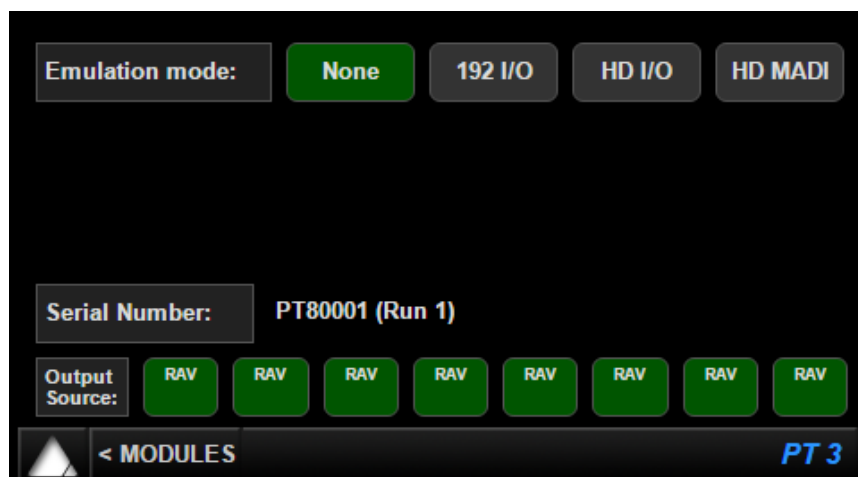 Emulation mode: None 192 I/O HD I/O HD MADI
Serial Number: PT80001 (Run 1)
Output Source: RAV RAV RAV RAV RAV RAV RAV RAV
< MODULES PT 3